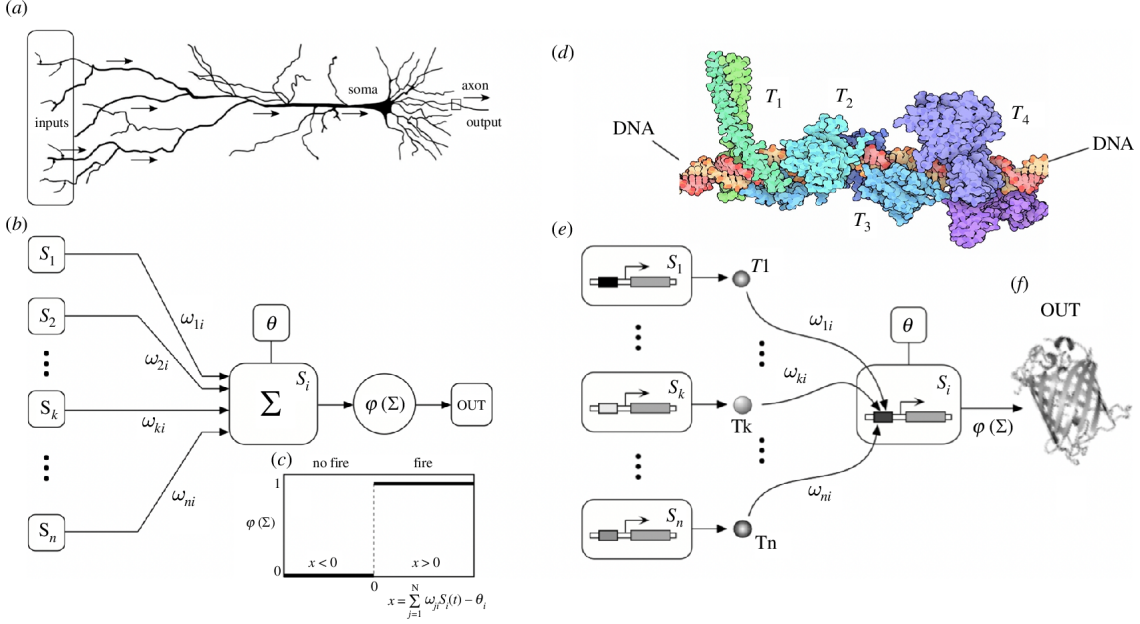 (a)
inputs
soma
axon
output
(b)
S1
S2
Sk
Sn
ω1i
ω2i
ωki
ωni
θ
Si
Σ
φ (Σ)
OUT
(c)
no fire
fire
1
φ (Σ)
0
x < 0
x > 0
0
x = N∑j=1 ωji Si(t) − θi
(d)
DNA
T1
T2
T3
T4
DNA
(e)
S1
T1
ω1i
Sk
Tk
ωki
Sn
Tn
ωni
θ
Si
φ (Σ)
(f)
OUT